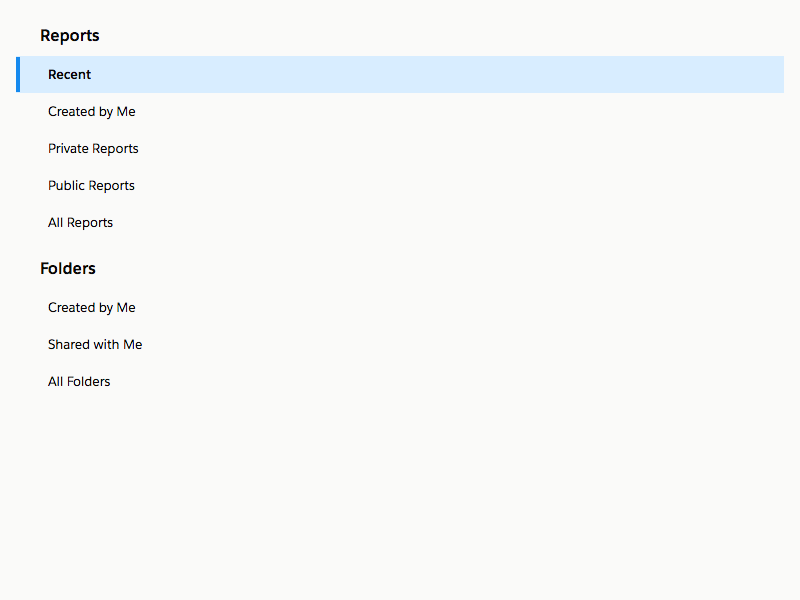 Reports
Recent
Created by Me
Private Reports
Public Reports
All Reports
Folders
Created by Me
Shared with Me
All Folders